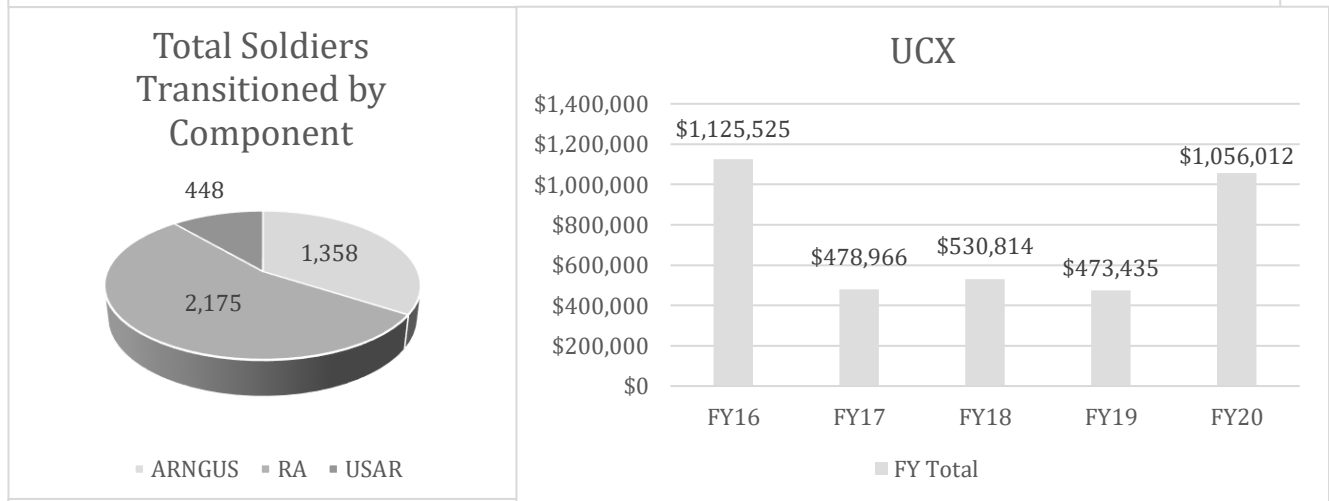 Total Soldiers
Transitioned by
Component
448
1,358
2,175
ARNGUS RA USAR
UCX
$1,400,000
$1,200,000
$1,000,000
$800,000
$600,000
$400,000
$200,000
$0
$1,125,525
$478,966
$530,814
$473,435
$1,056,012
FY16 FY17 FY18 FY19 FY20
FY Total